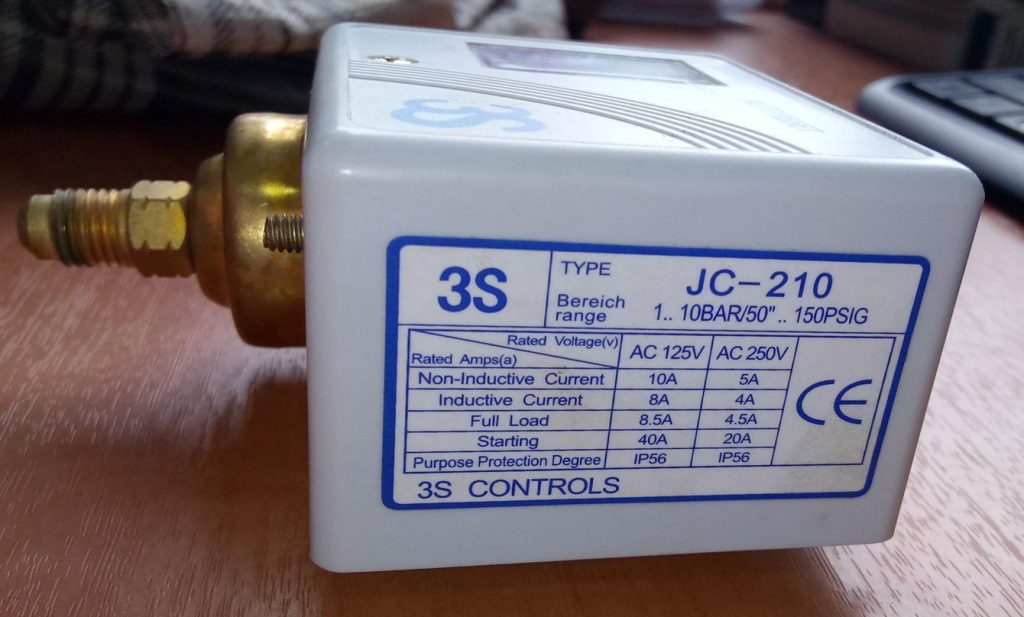 3S
TYPE JC-210
Bereich
range 1.. 10BAR/50".. 150PSIG
Rated Voltage(v)
Rated Amps(a) AC 125V AC 250V
Non-Inductive Current 10A 5A
Inductive Current 8A 4A
Full Load 8.5A 4.5A
Starting 40A 20A
Purpose Protection Degree IP56 IP56
CE
3S CONTROLS